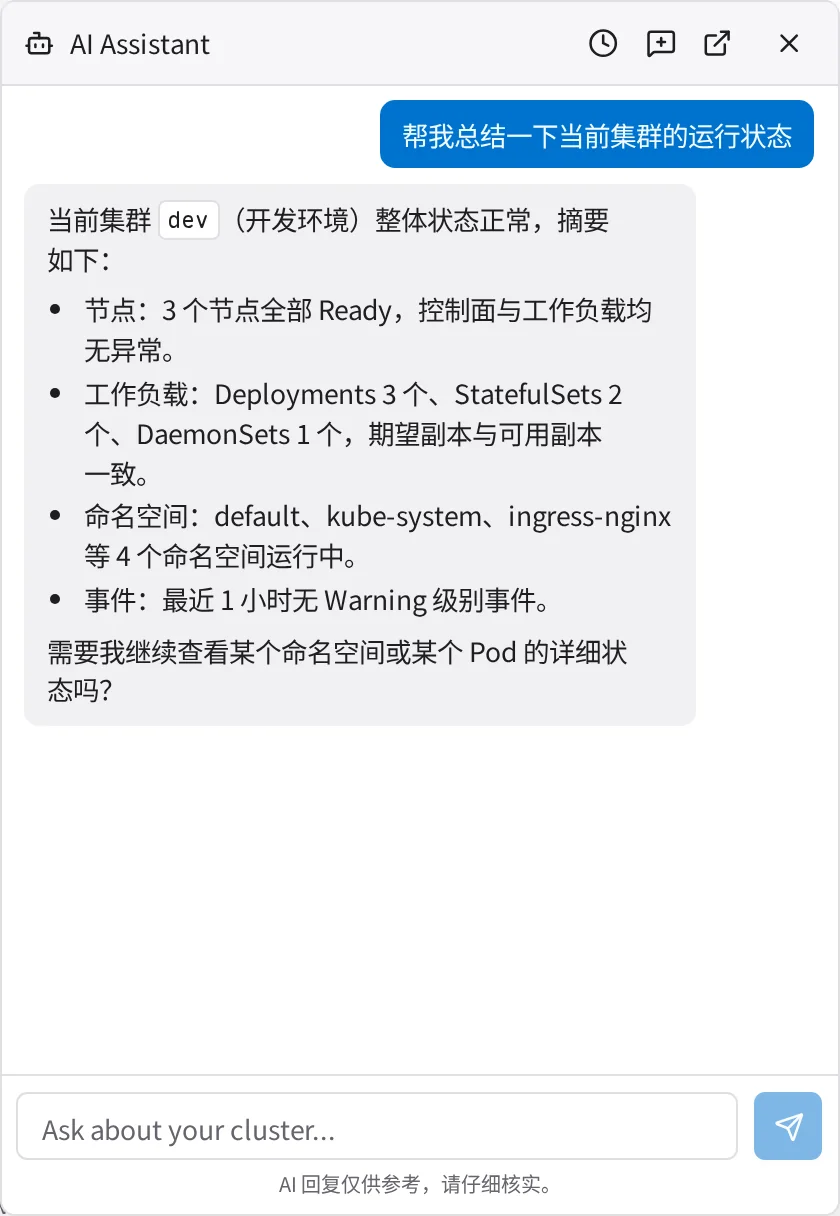 AI Assistant
帮我总结一下当前集群的运行状态
当前集群 dev （开发环境）整体状态正常，摘要
如下：
• 节点：3 个节点全部 Ready，控制面与工作负载均
无异常。
• 工作负载：Deployments 3 个、StatefulSets 2
个、DaemonSets 1 个，期望副本与可用副本
一致。
• 命名空间：default、kube-system、ingress-nginx
等 4 个命名空间运行中。
• 事件：最近 1 小时无 Warning 级别事件。
需要我继续查看某个命名空间或某个 Pod 的详细状
态吗？
Ask about your cluster...
AI 回复仅供参考，请仔细核实。